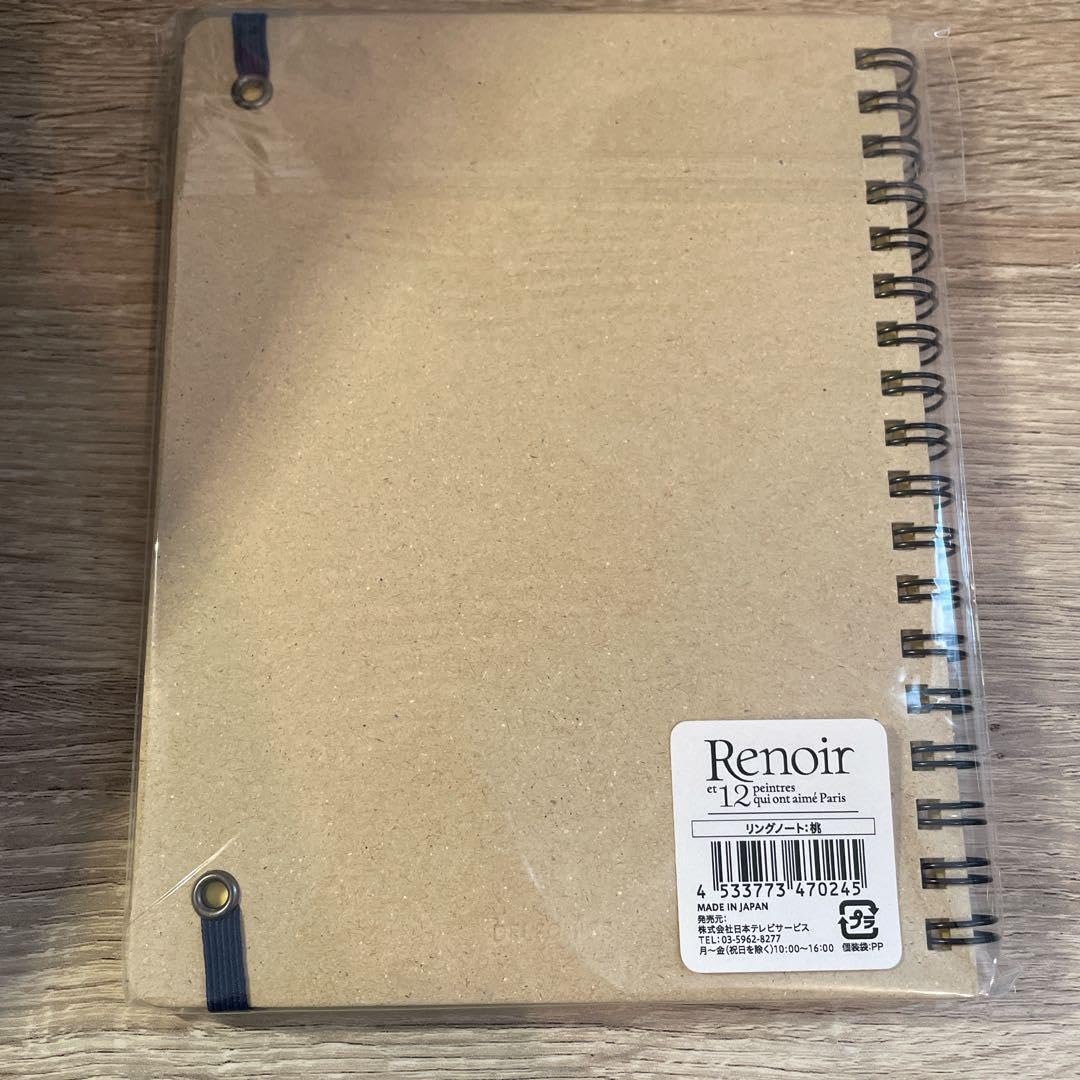 Renoir
et 12 peintres
qui ont aimé Paris
リングノート：桃
4 533773 470245
MADE IN JAPAN
発売元：
株式会社日本テレビサービス
TEL：03-5962-8277
月～金（祝日を除く）10:00～16:00
プラ
個装袋：PP